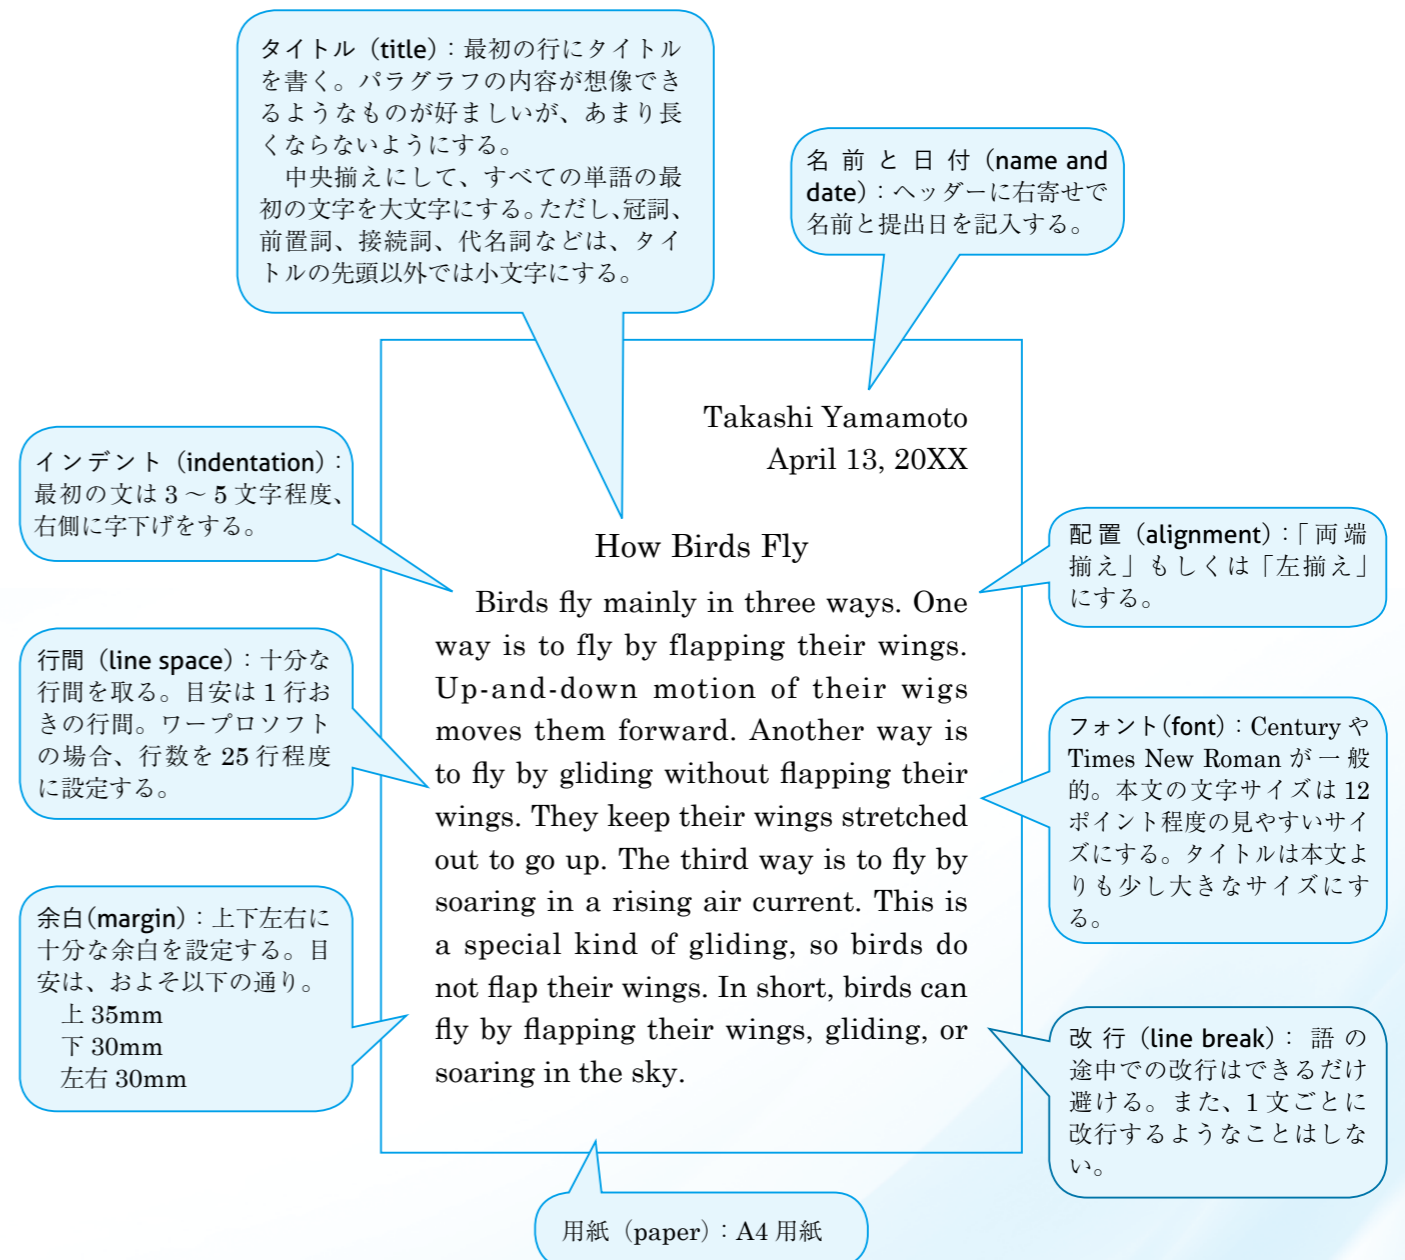 タイトル（title）：最初の行にタイトル
を書く。パラグラフの内容が想像でき
るようなものが好ましいが、あまり長
くならないようにする。
　中央揃えにして、すべての単語の最
初の文字を大文字にする。ただし、冠詞、
前置詞、接続詞、代名詞などは、タイ
トルの先頭以外では小文字にする。
名前と日付（name and
date）：ヘッダーに右寄せで
名前と提出日を記入する。
Takashi Yamamoto
April 13, 20XX
インデント（indentation）：
最初の文は 3 ～ 5 文字程度、
右側に字下げをする。
配置（alignment）：「両端
揃え」もしくは「左揃え」
にする。
行間（line space）：十分な
行間を取る。目安は 1 行お
きの行間。ワープロソフト
の場合、行数を 25 行程度
に設定する。
フォント（font）：Century や
Times New Roman が一般
的。本文の文字サイズは 12
ポイント程度の見やすいサイ
ズにする。タイトルは本文よ
りも少し大きなサイズにす
る。
余白（margin）：上下左右に
十分な余白を設定する。目
安は、およそ以下の通り。
上 35mm
下 30mm
左右 30mm
改行（line break）：語の
途中での改行はできるだけ
避ける。また、1 文ごとに
改行するようなことはしな
い。
How Birds Fly
Birds fly mainly in three ways. One
way is to fly by flapping their wings.
Up-and-down motion of their wigs
moves them forward. Another way is
to fly by gliding without flapping their
wings. They keep their wings stretched
out to go up. The third way is to fly by
soaring in a rising air current. This is
a special kind of gliding, so birds do
not flap their wings. In short, birds can
fly by flapping their wings, gliding, or
soaring in the sky.
用紙（paper）：A4 用紙